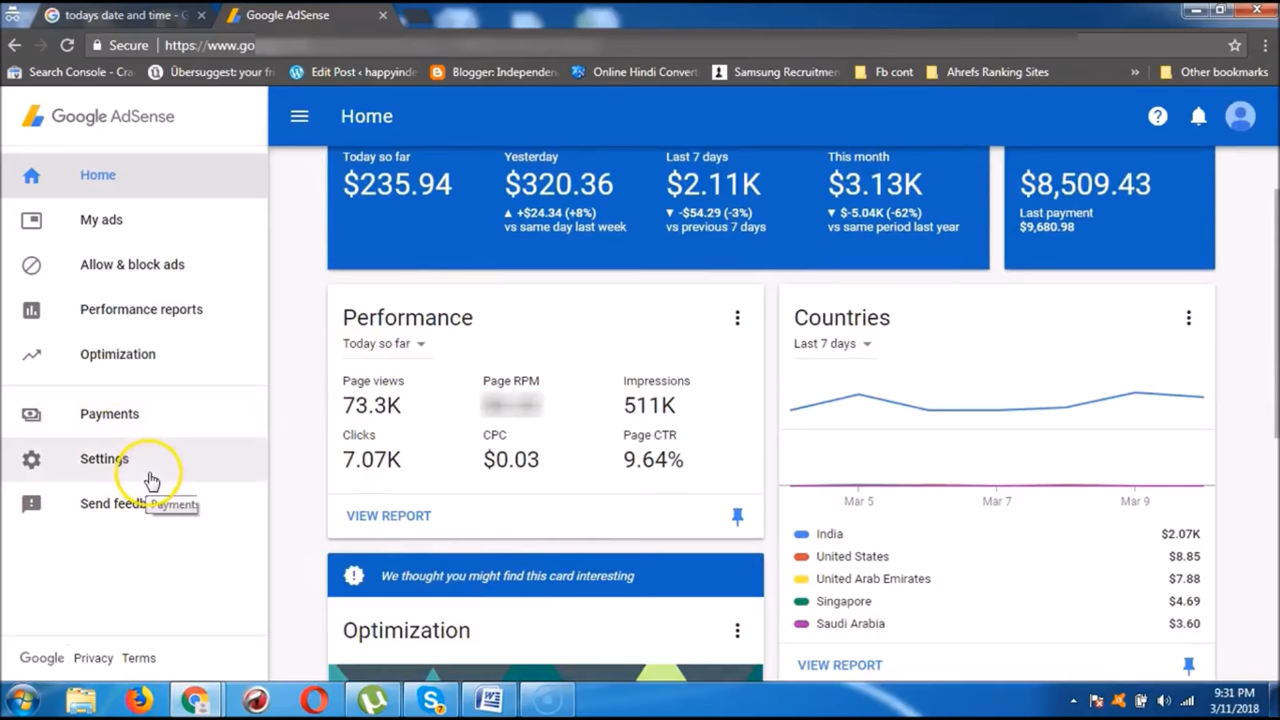 todays date and time - G
Google AdSense
Secure
https://www.go
Search Console - Cra
Übersuggest: your fr
Edit Post ‹ happyinde
Blogger: Independen
Online Hindi Convert
Samsung Recruitmen
Fb cont
Ahrefs Ranking Sites
»
Other bookmarks
Google AdSense
Home
Home
My ads
Allow & block ads
Performance reports
Optimization
Payments
Settings
Send feedb
Payments
Google Privacy Terms
Today so far
$235.94
Yesterday
$320.36
▲ +$24.34 (+8%)
vs same day last week
Last 7 days
$2.11K
▼ -$54.29 (-3%)
vs previous 7 days
This month
$3.13K
▼ $-5.04K (-62%)
vs same period last year
$8,509.43
Last payment
$9,680.98
Performance
Today so far
Page views
73.3K
Page RPM
Impressions
511K
Clicks
7.07K
CPC
$0.03
Page CTR
9.64%
VIEW REPORT
We thought you might find this card interesting
Optimization
Countries
Last 7 days
Mar 5 Mar 7 Mar 9
India $2.07K
United States $8.85
United Arab Emirates $7.88
Singapore $4.69
Saudi Arabia $3.60
VIEW REPORT
9:31 PM
3/11/2018